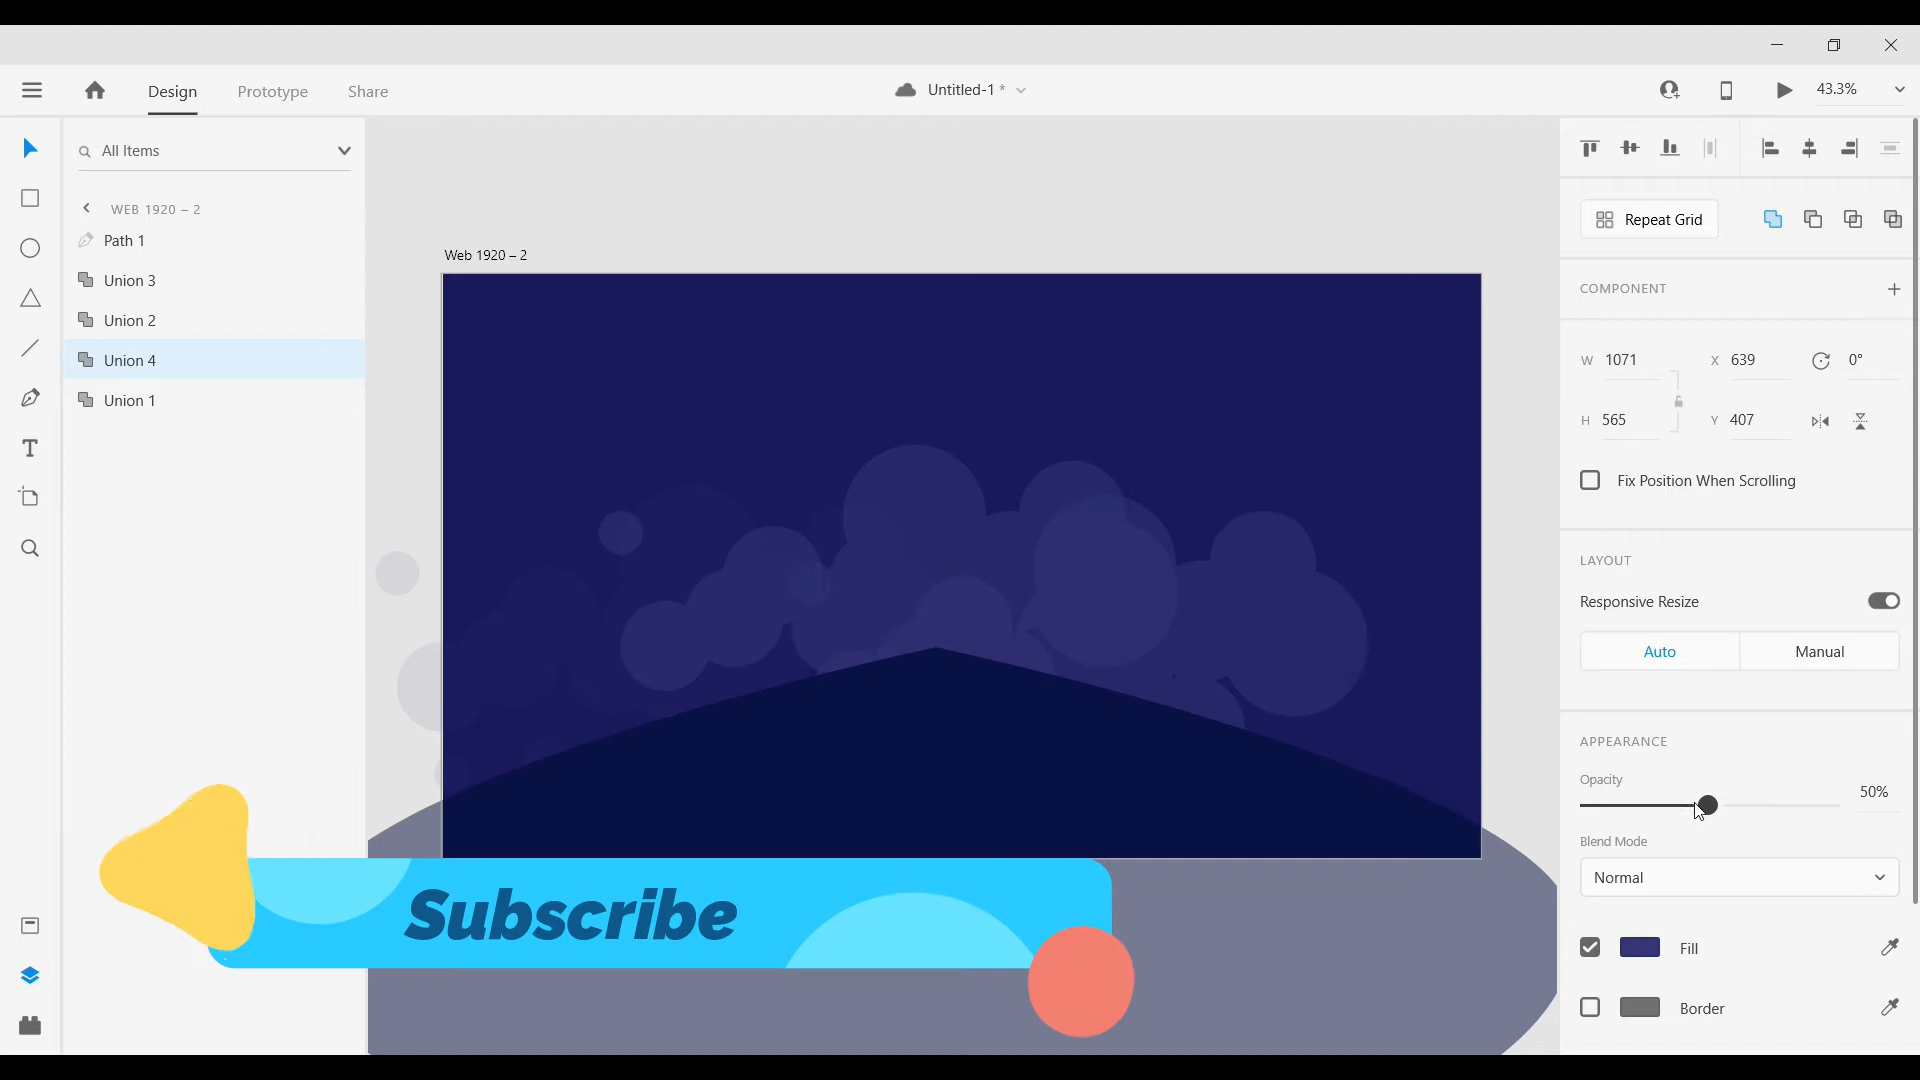 Design
Prototype
Share
Untitled-1 *
43.3%
All Items
WEB 1920 – 2
Path 1
Union 3
Union 2
Union 4
Union 1
Web 1920 – 2
Repeat Grid
COMPONENT
W 1071
X 639
0°
H 565
Y 407
Fix Position When Scrolling
LAYOUT
Responsive Resize
Auto
Manual
APPEARANCE
Opacity
50%
Blend Mode
Normal
Fill
Border
Subscribe